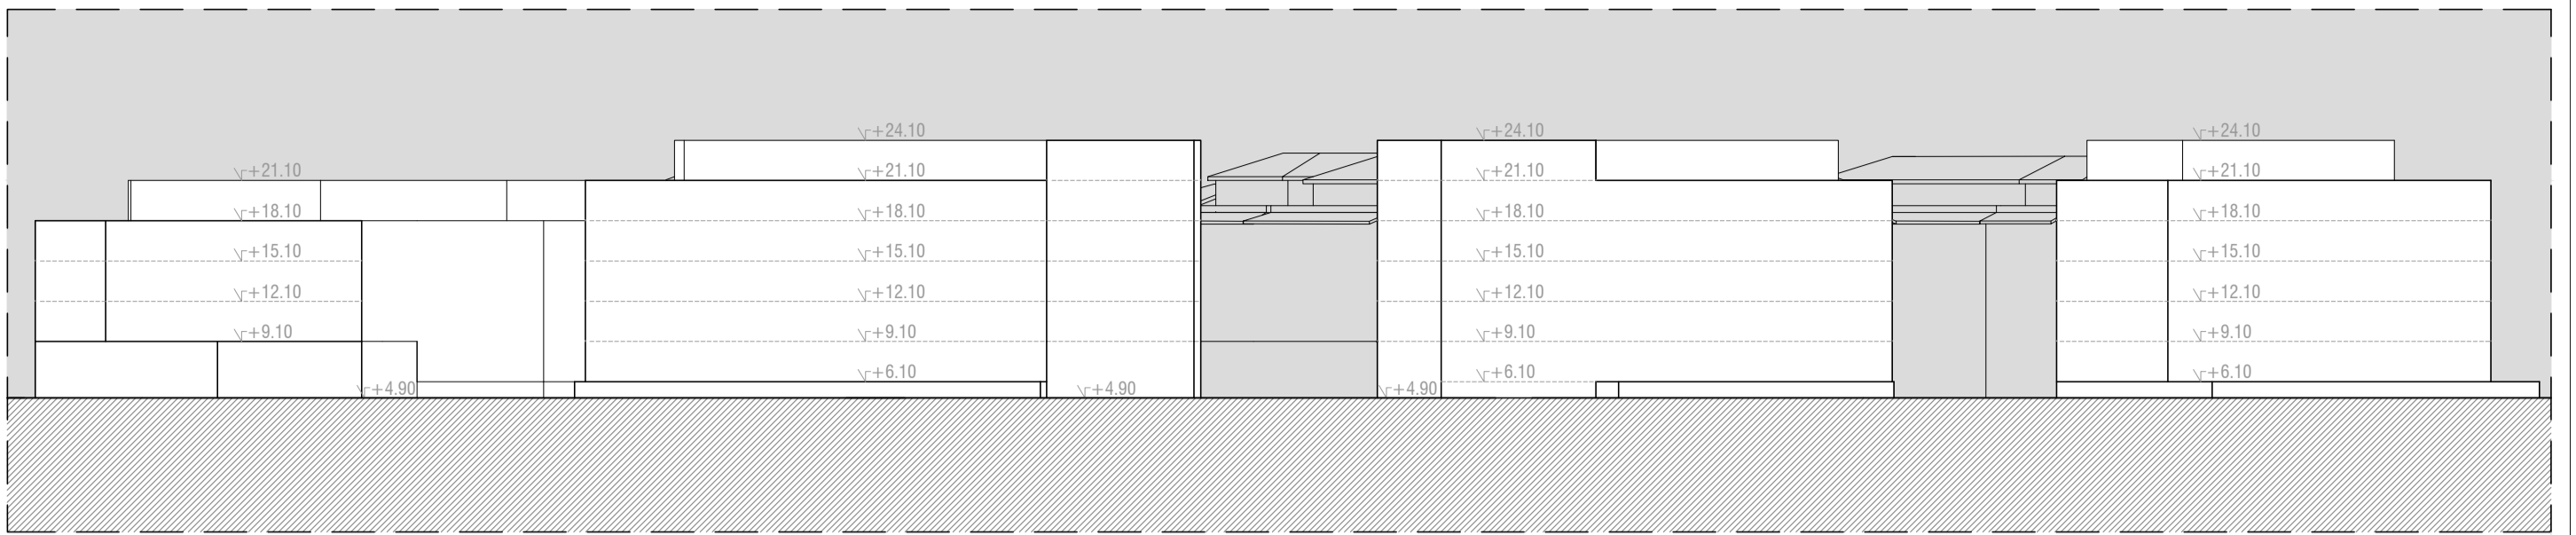 +24.10 +24.10 +24.10
+21.10 +21.10 +21.10 +21.10
+18.10 +18.10 +18.10 +18.10
+15.10 +15.10 +15.10 +15.10
+12.10 +12.10 +12.10 +12.10
+9.10 +9.10 +9.10 +9.10
+6.10 +6.10 +6.10
+4.90 +4.90 +4.90